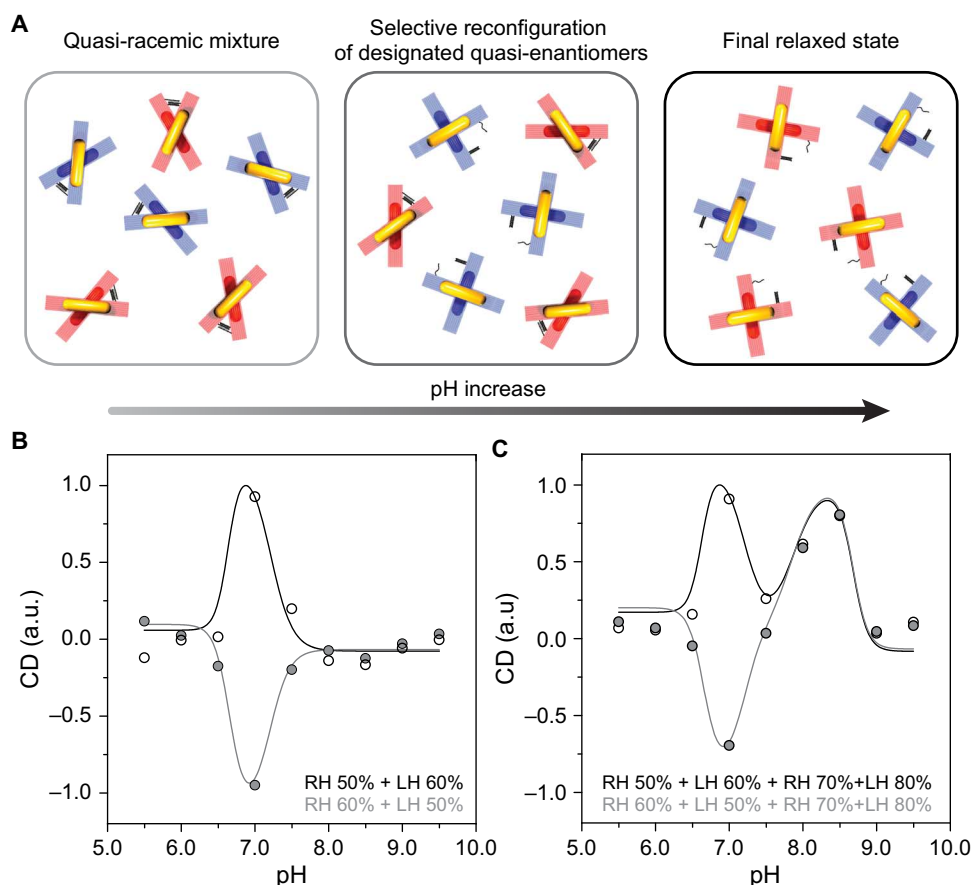 A
Quasi-racemic mixture
Selective reconfiguration
of designated quasi-enantiomers
Final relaxed state
pH increase
B
1.0
0.5
0.0
–0.5
–1.0
CD (a.u.)
RH 50% + LH 60%
RH 60% + LH 50%
5.0 6.0 7.0 8.0 9.0 10.0
pH
C
1.0
0.5
0.0
–0.5
–1.0
CD (a.u)
RH 50% + LH 60% + RH 70%+LH 80%
RH 60% + LH 50% + RH 70%+LH 80%
5.0 6.0 7.0 8.0 9.0 10.0
pH